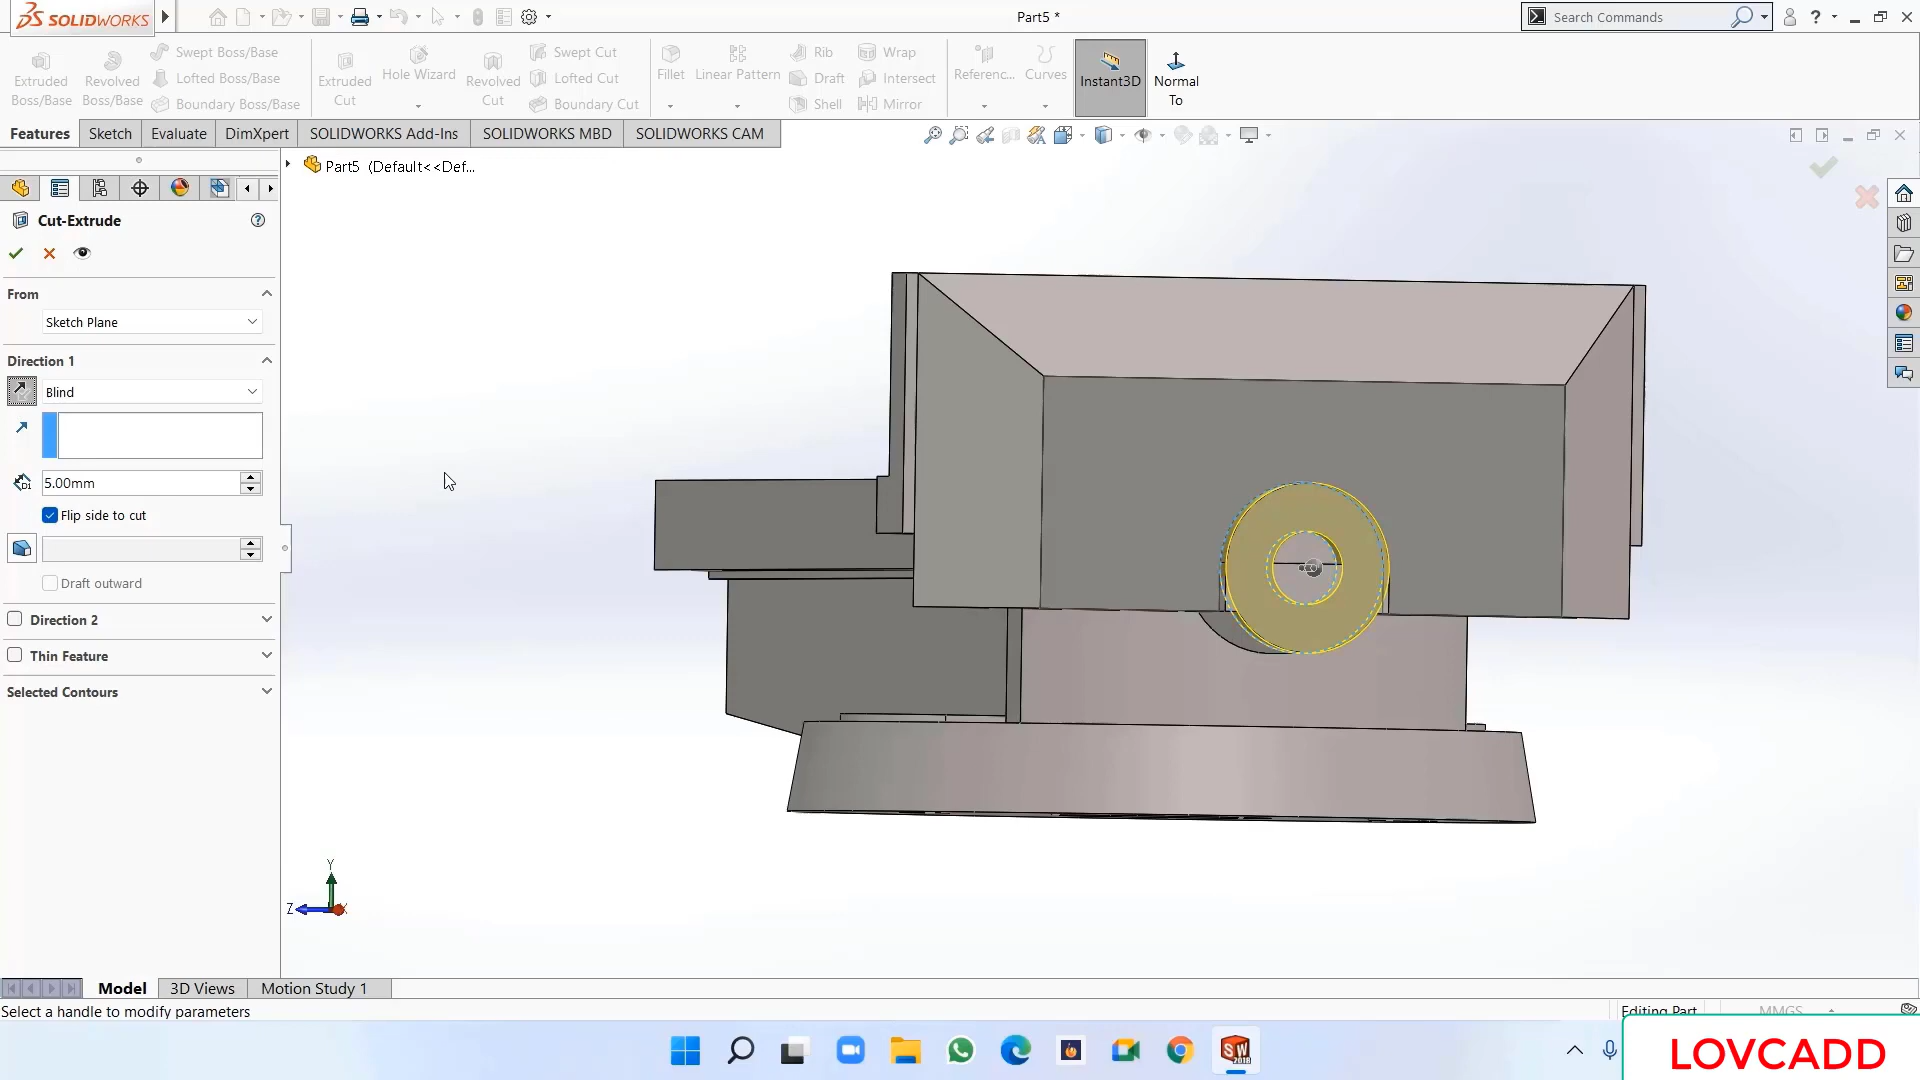 SOLIDWORKS
Part5 *
Search Commands
Extruded Boss/Base
Revolved Boss/Base
Swept Boss/Base
Lofted Boss/Base
Boundary Boss/Base
Extruded Cut
Hole Wizard
Revolved Cut
Swept Cut
Lofted Cut
Boundary Cut
Fillet
Linear Pattern
Rib
Draft
Shell
Wrap
Intersect
Mirror
Referenc...
Curves
Instant3D
Normal To
Features
Sketch
Evaluate
DimXpert
SOLIDWORKS Add-Ins
SOLIDWORKS MBD
SOLIDWORKS CAM
Part5 (Default<<Def...
Cut-Extrude
From
Sketch Plane
Direction 1
Blind
D1
5.00mm
Flip side to cut
Draft outward
Direction 2
Thin Feature
Selected Contours
Y
Z
X
Model
3D Views
Motion Study 1
Select a handle to modify parameters
Editing Part
MMGS
SW
2018
LOVCADD